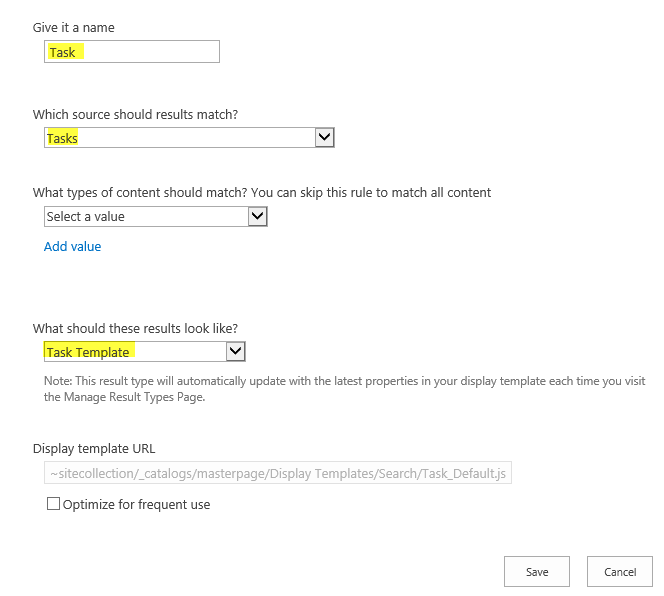 Give it a name
Task
Which source should results match?
Tasks
What types of content should match? You can skip this rule to match all content
Select a value
Add value
What should these results look like?
Task Template
Note: This result type will automatically update with the latest properties in your display template each time you visit
the Manage Result Types Page.
Display template URL
~sitecollection/_catalogs/masterpage/Display Templates/Search/Task_Default.js
Optimize for frequent use
Save Cancel